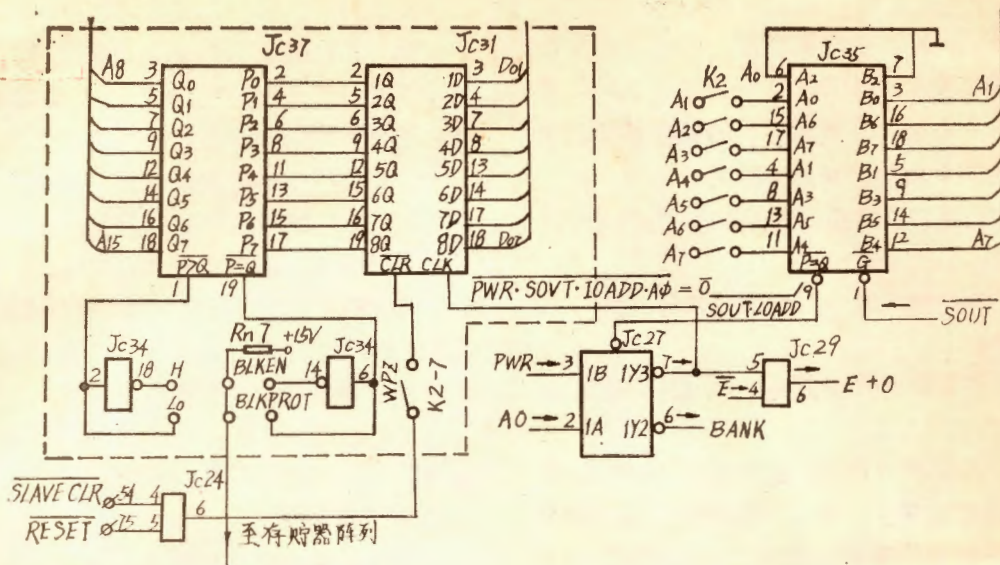 Jc37
Jc31
A8 3 Q0 P0 2 2 1Q 1D 3 D01
5 Q1 P1 4 5 2Q 2D 4
7 Q2 P2 6 6 3Q 3D 7
9 Q3 P3 8 9 4Q 4D 8
12 Q4 P4 11 12 5Q 5D 13
14 Q5 P5 13 15 6Q 6D 14
16 Q6 P6 15 16 7Q 7D 17
A15 18 Q7 P7 17 19 8Q 8D 18 D07
P>Q P=Q
CLR CLK
1 19
Jc35
A0 6 A2 B2 7
K2
A1 2 A0 B0 3 A1
A2 15 A6 B6 16
A3 17 A7 B7 18
A4 4 A1 B1 5
A5 8 A3 B3 9
A6 13 A5 B5 14
A7 11 A4 B4 12 A7
P=Q G
9 1
SOUT
PWR·SOVT·IOADD·AΦ=0
SOUT·IOADD
Jc34
2 18 H
Lo
Rn 7 +15V
BLKEN
14 Jc34 6
BLKPROT
WP2
K2-7
Jc27
PWR 3 1B 1Y3 7
A0 2 1A 1Y2 6 BANK
Jc29
5
E 4
6 E+0
Jc24
SLAVE CLR 54 4
6
RESET 75 5
至存贮器阵列